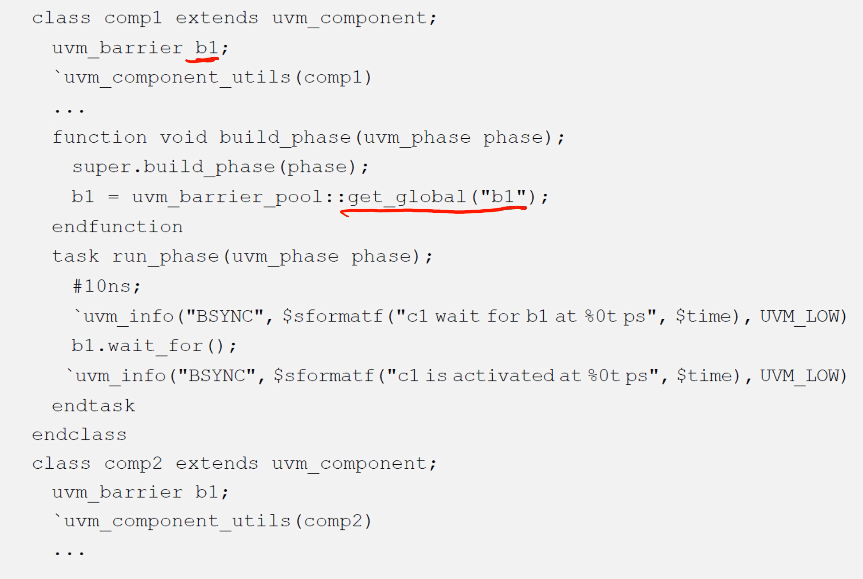 class comp1 extends uvm_component;
uvm_barrier b1;
`uvm_component_utils(comp1)
...
function void build_phase(uvm_phase phase);
super.build_phase(phase);
b1 = uvm_barrier_pool::get_global("b1");
endfunction
task run_phase(uvm_phase phase);
#10ns;
`uvm_info("BSYNC", $sformatf("c1 wait for b1 at %0t ps", $time), UVM_LOW)
b1.wait_for();
`uvm_info("BSYNC", $sformatf("c1 is activated at %0t ps", $time), UVM_LOW)
endtask
endclass
class comp2 extends uvm_component;
uvm_barrier b1;
`uvm_component_utils(comp2)
...